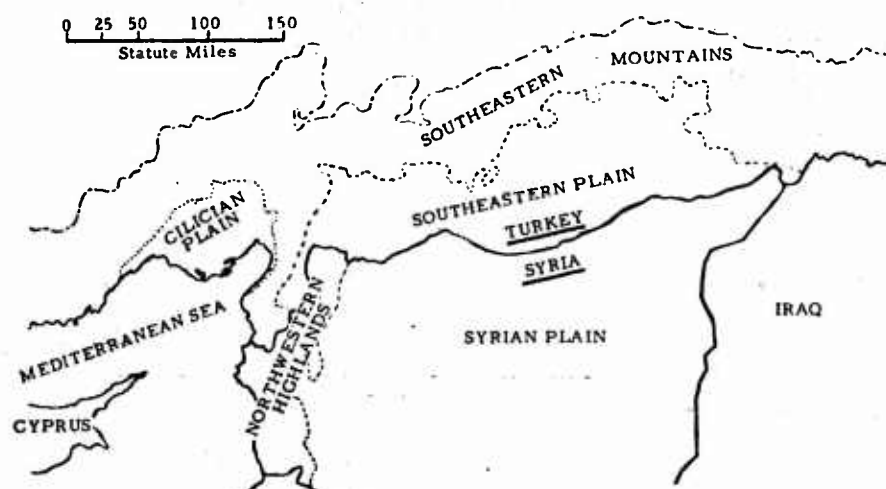 0 25 50 100 150
Statute Miles
SOUTHEASTERN MOUNTAINS
CILICIAN
PLAIN
SOUTHEASTERN PLAIN
TURKEY
SYRIA
MEDITERRANEAN SEA
NORTHWESTERN
HIGHLANDS
SYRIAN PLAIN
IRAQ
CYPRUS